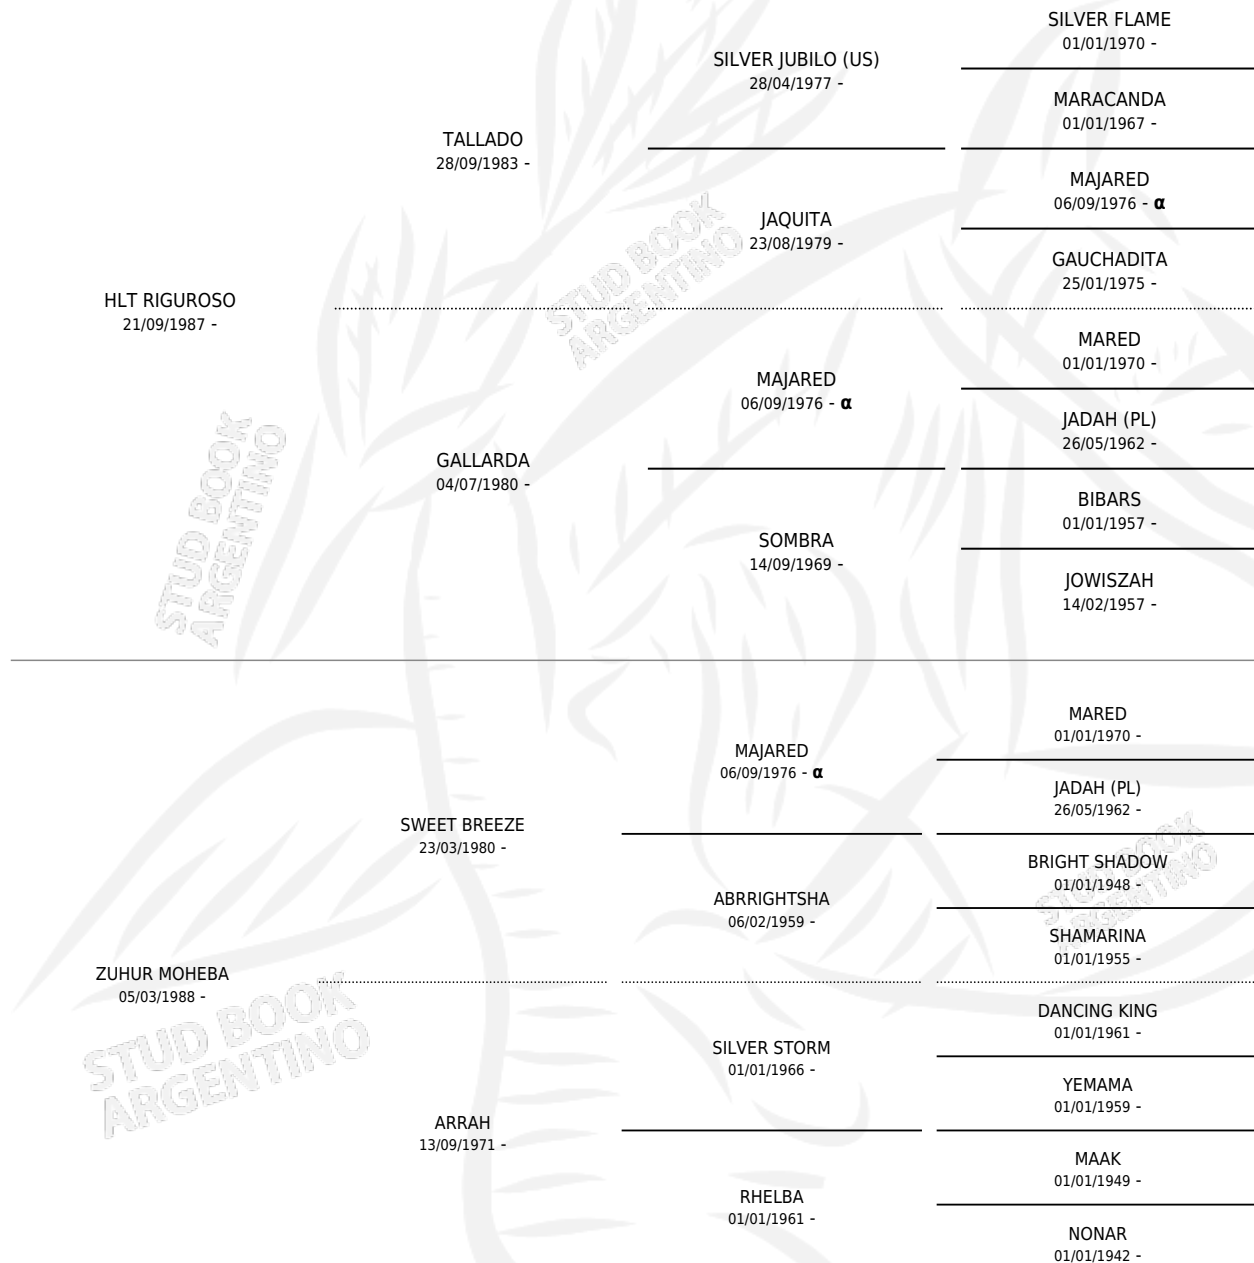 SILVER FLAME
01/01/1970 -
SILVER JUBILO (US)
28/04/1977 -
MARACANDA
01/01/1967 -
TALLADO
28/09/1983 -
MAJARED
06/09/1976 - α
JAQUITA
23/08/1979 -
GAUCHADITA
25/01/1975 -
HLT RIGUROSO
21/09/1987 -
MARED
01/01/1970 -
MAJARED
06/09/1976 - α
JADAH (PL)
26/05/1962 -
GALLARDA
04/07/1980 -
BIBARS
01/01/1957 -
SOMBRA
14/09/1969 -
JOWISZAH
14/02/1957 -
MARED
01/01/1970 -
MAJARED
06/09/1976 - α
JADAH (PL)
26/05/1962 -
SWEET BREEZE
23/03/1980 -
BRIGHT SHADOW
01/01/1948 -
ABRRIGHTSHA
06/02/1959 -
SHAMARINA
01/01/1955 -
ZUHUR MOHEBA
05/03/1988 -
DANCING KING
01/01/1961 -
SILVER STORM
01/01/1966 -
YEMAMA
01/01/1959 -
ARRAH
13/09/1971 -
MAAK
01/01/1949 -
RHELBA
01/01/1961 -
NONAR
01/01/1942 -
STUD BOOK
ARGENTINO
STUD BOOK
ARGENTINO
STUD BOOK
ARGENTINO
STUD BOOK
ARGENTINO